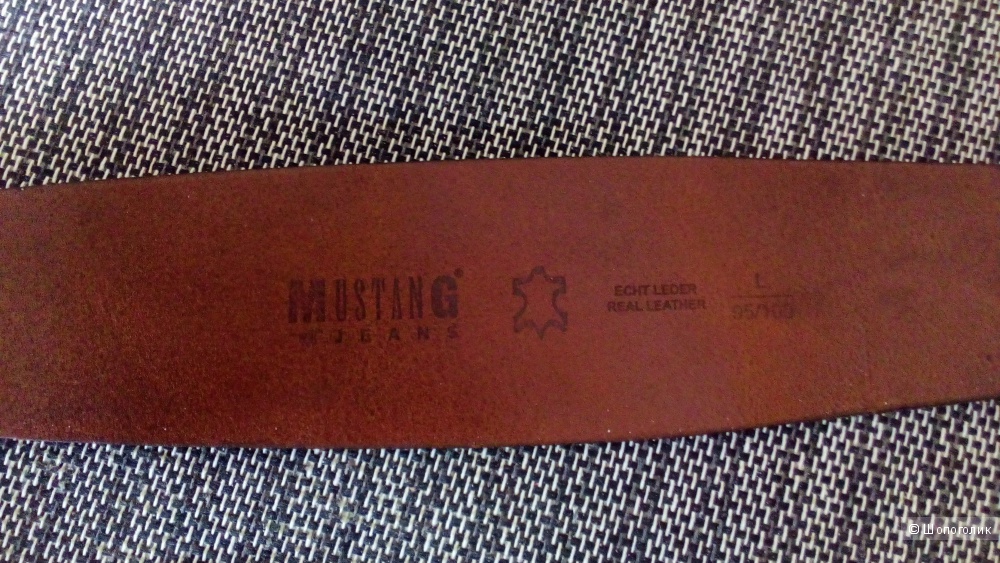 MUSTANG®
JEANS
ECHT LEDER
REAL LEATHER
L
95/100
© Шопоголик